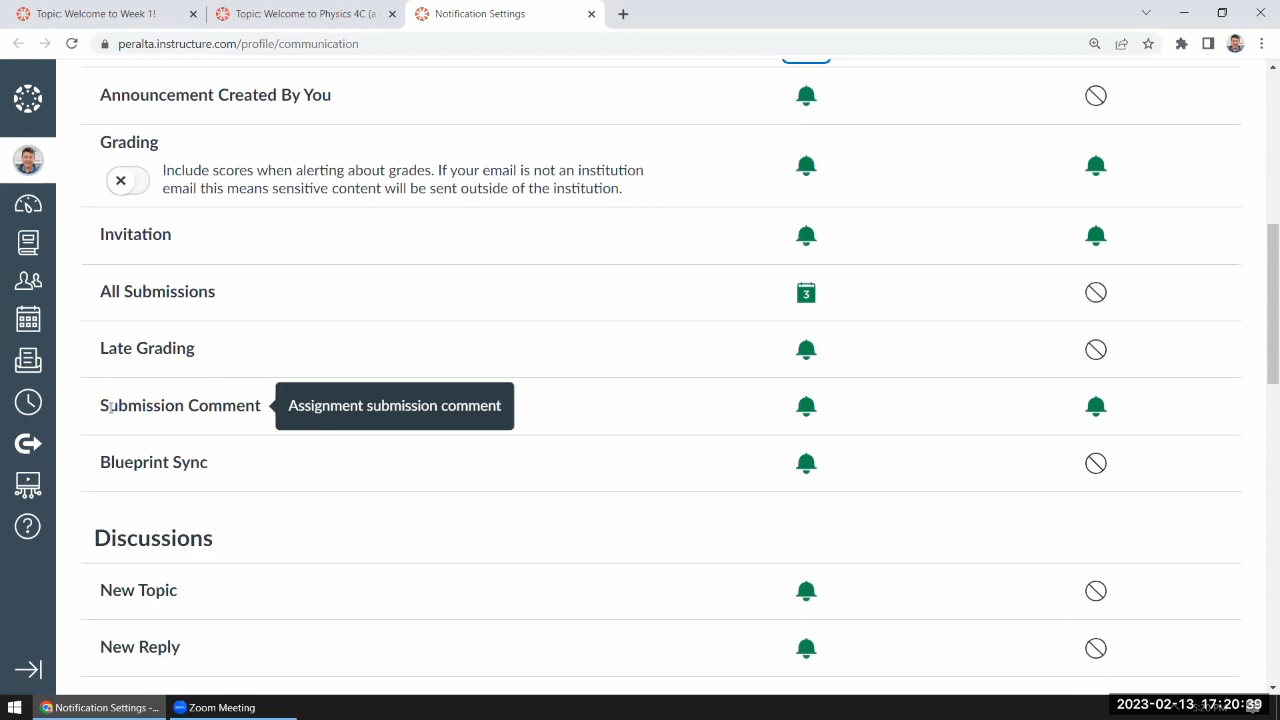 Topic: Welcome to Week 1!
Topic: Welcome to Physics 4C (a
Notification Settings
peralta.instructure.com/profile/communication
Announcement Created By You
Grading
Include scores when alerting about grades. If your email is not an institution
email this means sensitive content will be sent outside of the institution.
Invitation
All Submissions
3
Late Grading
Submission Comment
Assignment submission comment
Blueprint Sync
Discussions
New Topic
New Reply
Notification Settings -...
Zoom Meeting
2023-02-13 17:20:39